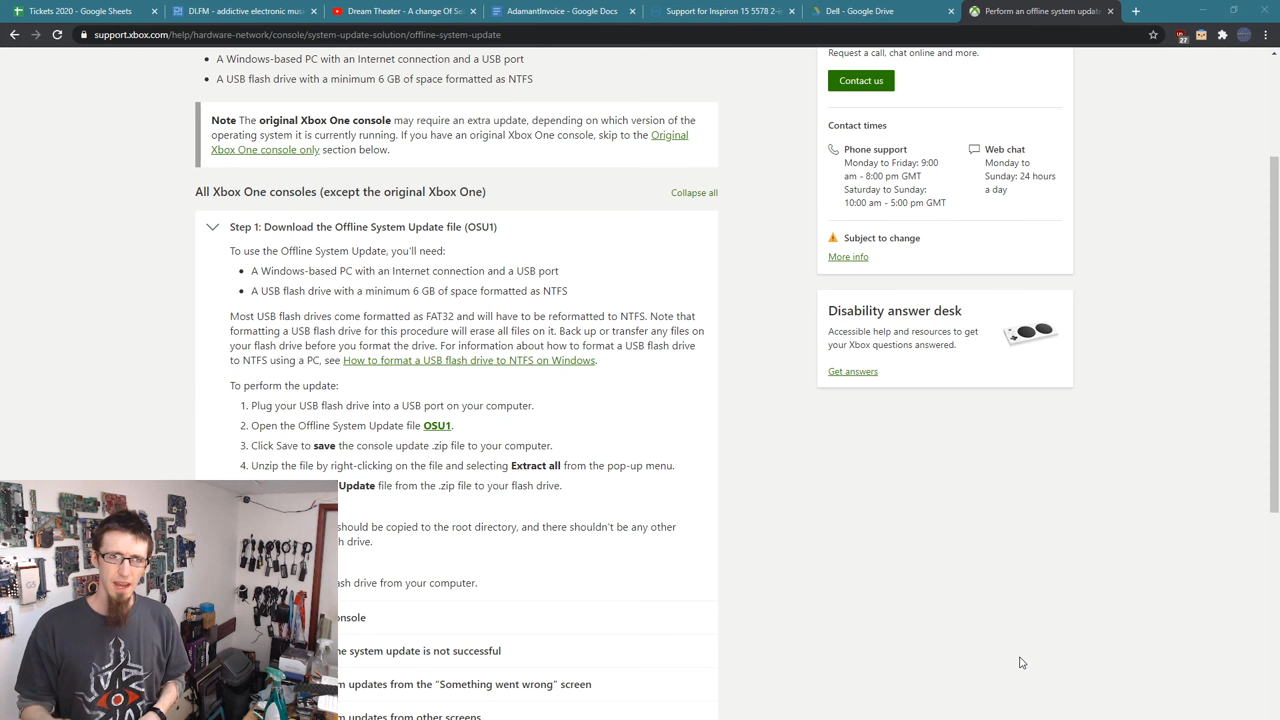 Tickets 2020 - Google Sheets
DLFM - addictive electronic mus
Dream Theater - A Change Of Se
AdamantInvoice - Google Docs
Support for Inspiron 15 5578 2-
Dell - Google Drive
Perform an offline system update
support.xbox.com/help/hardware-network/console/system-update-solution/offline-system-update
27
A Windows-based PC with an Internet connection and a USB port
A USB flash drive with a minimum 6 GB of space formatted as NTFS
Note The original Xbox One console may require an extra update, depending on which version of the
operating system it is currently running. If you have an original Xbox One console, skip to the Original
Xbox One console only section below.
All Xbox One consoles (except the original Xbox One)
Collapse all
Step 1: Download the Offline System Update file (OSU1)
To use the Offline System Update, you'll need:
A Windows-based PC with an Internet connection and a USB port
A USB flash drive with a minimum 6 GB of space formatted as NTFS
Most USB flash drives come formatted as FAT32 and will have to be reformatted to NTFS. Note that
formatting a USB flash drive for this procedure will erase all files on it. Back up or transfer any files on
your flash drive before you format the drive. For information about how to format a USB flash drive
to NTFS using a PC, see How to format a USB flash drive to NTFS on Windows.
To perform the update:
1. Plug your USB flash drive into a USB port on your computer.
2. Open the Offline System Update file OSU1.
3. Click Save to save the console update .zip file to your computer.
4. Unzip the file by right-clicking on the file and selecting Extract all from the pop-up menu.
Update file from the .zip file to your flash drive.
should be copied to the root directory, and there shouldn't be any other
h drive.
ash drive from your computer.
onsole
he system update is not successful
m updates from the “Something went wrong” screen
m updates from other screens
Request a call, chat online and more.
Contact us
Contact times
Phone support
Monday to Friday: 9:00
am - 8:00 pm GMT
Saturday to Sunday:
10:00 am - 5:00 pm GMT
Web chat
Monday to
Sunday: 24 hours
a day
Subject to change
More info
Disability answer desk
Accessible help and resources to get
your Xbox questions answered.
Get answers